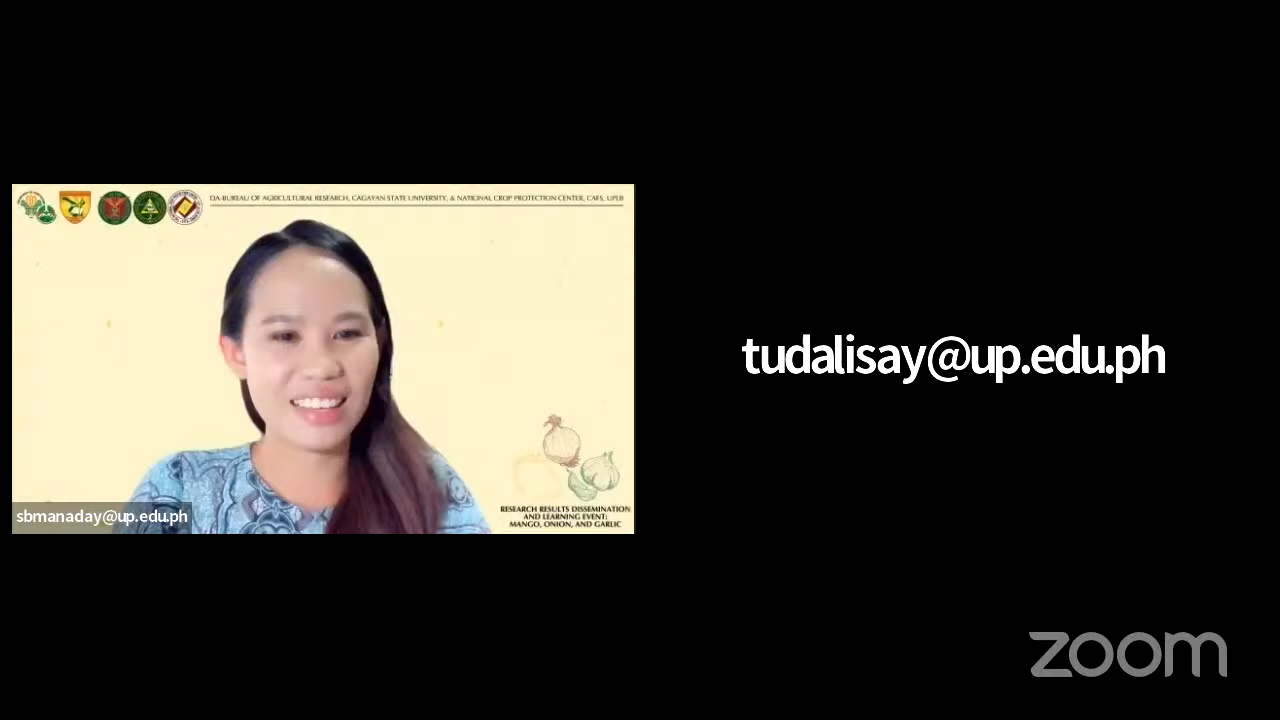 DA-BUREAU OF AGRICULTURAL RESEARCH, CAGAYAN STATE UNIVERSITY, & NATIONAL CROP PROTECTION CENTER, CAFS, UPLB
tudalisay@up.edu.ph
sbmanaday@up.edu.ph
RESEARCH RESULTS DISSEMINATION
AND LEARNING EVENT:
MANGO, ONION, AND GARLIC
zoom